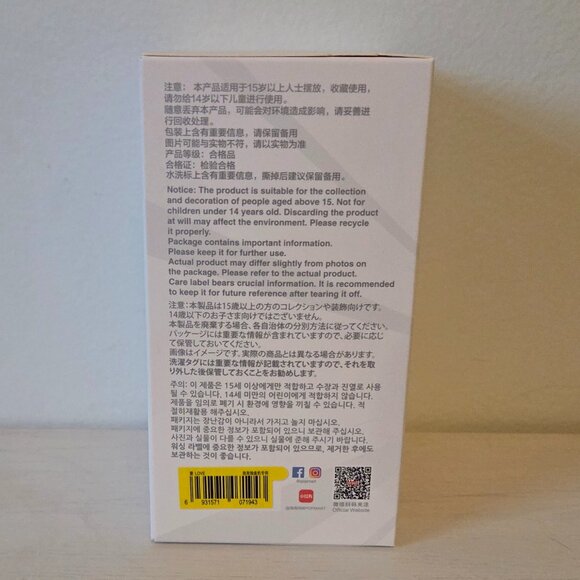 注意： 本产品适用于15岁以上人士摆放，收藏使用，
请勿给14岁以下儿童进行使用。
随意丢弃本产品，可能会对环境造成影响，请妥善进
行回收处理。
包装上含有重要信息，请保留备用
图片可能与实物不符，请以实物为准
产品等级：合格品
合格证：检验合格
水洗标上含有重要信息，撕掉后建议保留备用。
Notice: The product is suitable for the collection
and decoration of people aged above 15. Not for
children under 14 years old. Discarding the product
at will may affect the environment. Please recycle
it properly.
Package contains important information.
Please keep it for further use.
Actual product may differ slightly from photos on
the package. Please refer to the actual product.
Care label bears crucial information. It is recommended
to keep it for future reference after tearing it off.
注意：本製品は15歳以上の方のコレクションや装飾向けです。
14歳以下のお子さま向けではございません。
本製品を廃棄する場合、各自治体の分別方法に従ってください。
パッケージには重要な情報が含まれていますので、必要に応じ
て保管しておいてください。
画像はイメージです。実際の商品とは異なる場合があります。
洗濯タグには重要な情報が記載されています、それを取
り外した後保管しておくことをお勧めします。
주의: 이 제품은 15세 이상에게만 적합하고 수장과 진열로 사용
될 수 있습니다. 14세 미만의 어린이에게 적합하지 않습니다.
제품을 임의로 폐기 시 환경에 영향을 끼칠 수 있습니다. 적
절히재활용 해주십시오.
패키지는 장난감이 아니라서 가지고 놀지 마십시오.
패키지에 중요한 정보가 포함되어 있으니 보관해 주십시오.
사진과 실물이 다를 수 있으니 실물에 준해 주시기 바랍니다.
워싱 라벨에 중요한 정보가 포함되어 있으므로, 제거한 후에도
보관하는 것이 좋습니다.
爱 LOVE
6 931571 071943
小红书
Official Website